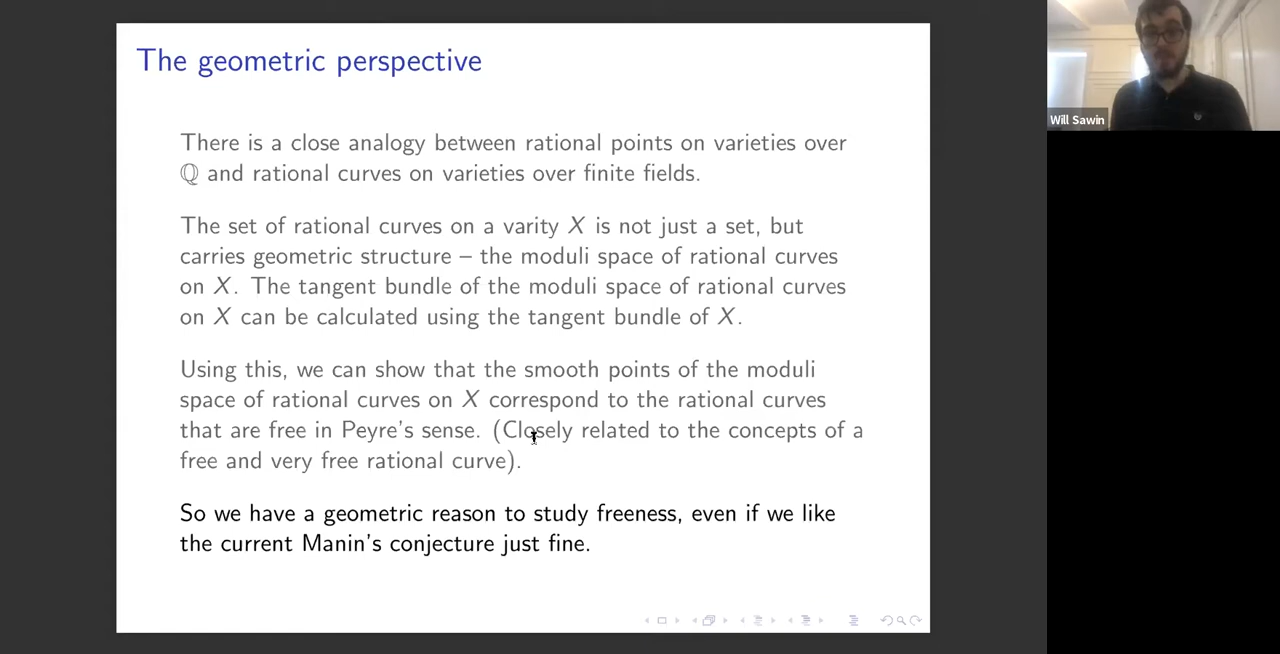 The geometric perspective
There is a close analogy between rational points on varieties over
ℚ and rational curves on varieties over finite fields.
The set of rational curves on a varity X is not just a set, but
carries geometric structure – the moduli space of rational curves
on X. The tangent bundle of the moduli space of rational curves
on X can be calculated using the tangent bundle of X.
Using this, we can show that the smooth points of the moduli
space of rational curves on X correspond to the rational curves
that are free in Peyre's sense. (Closely related to the concepts of a
free and very free rational curve).
So we have a geometric reason to study freeness, even if we like
the current Manin's conjecture just fine.
Will Sawin